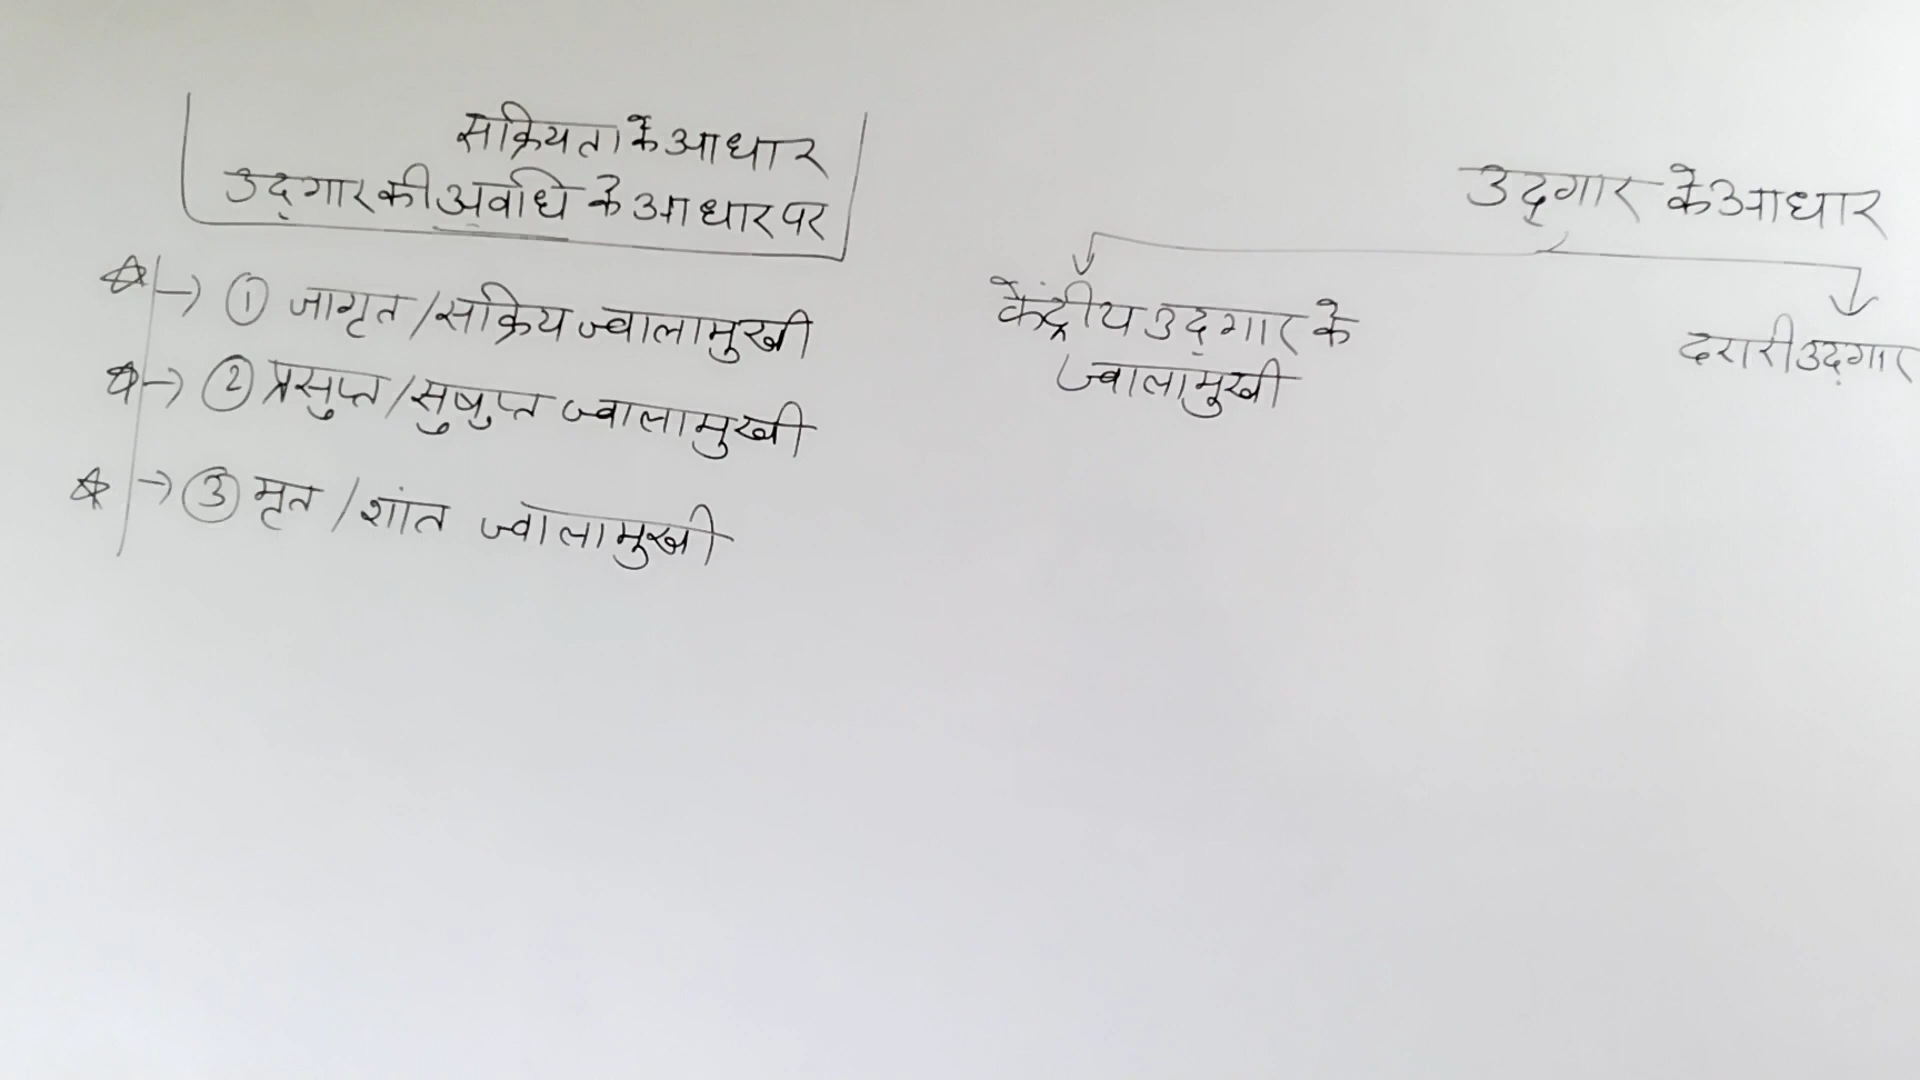 सक्रियता के आधार
उद्गार की अवधि के आधार पर
① जागृत/सक्रिय ज्वालामुखी
② प्रसुप्त/सुषुप्त ज्वालामुखी
③ मृत/शांत ज्वालामुखी
उद्गार के आधार
केंद्रीय उद्गार के
ज्वालामुखी
दरारी उद्गार